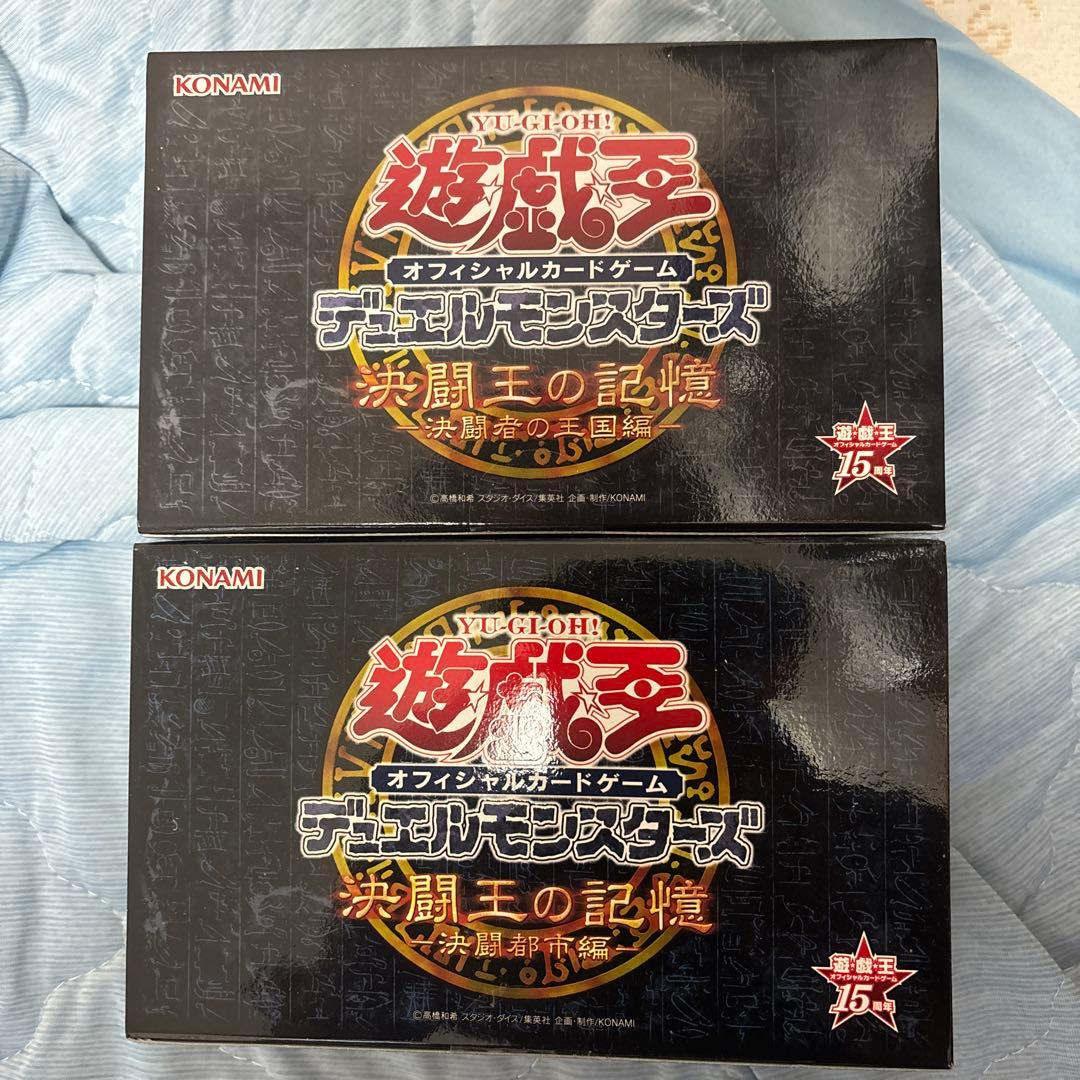 KONAMI
YU-GI-OH!
遊☆戯☆王
オフィシャルカードゲーム
デュエルモンスターズ
決闘王の記憶
-決闘者の王国編-
遊★戯★王
オフィシャルカードゲーム
15周年
©高橋和希 スタジオ・ダイス/集英社 企画・制作/KONAMI
KONAMI
YU-GI-OH!
遊☆戯☆王
オフィシャルカードゲーム
デュエルモンスターズ
決闘王の記憶
-決闘都市編-
遊★戯★王
オフィシャルカードゲーム
15周年
©高橋和希 スタジオ・ダイス/集英社 企画・制作/KONAMI